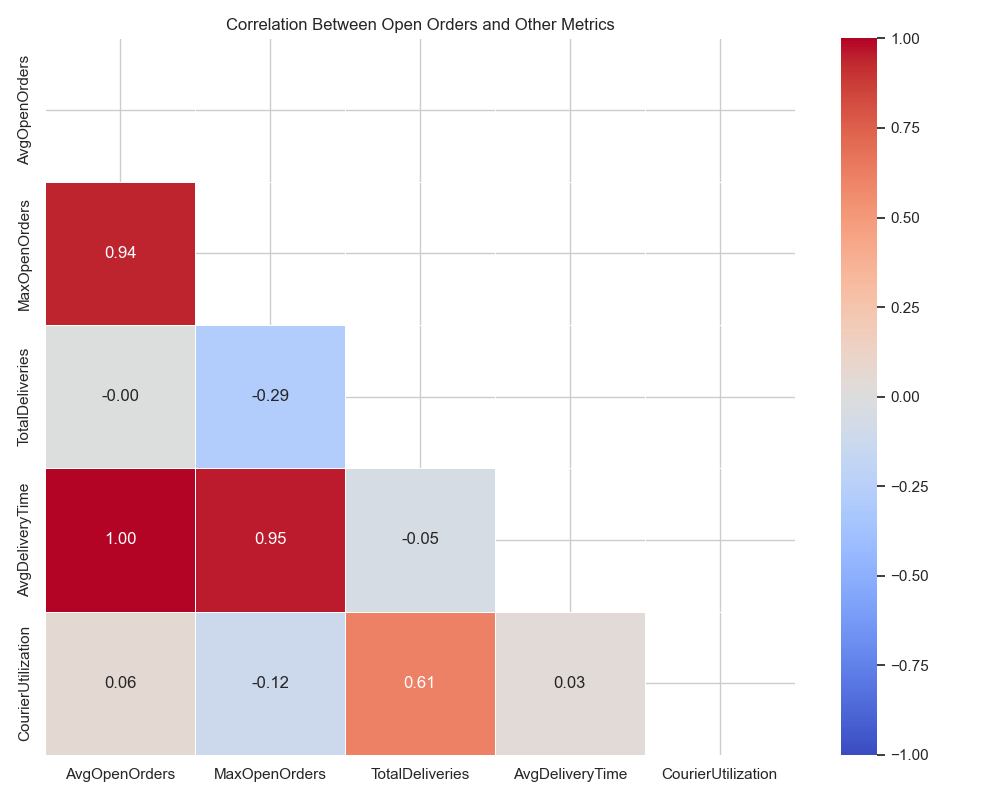 Correlation Between Open Orders and Other Metrics
AvgOpenOrders
MaxOpenOrders
0.94
TotalDeliveries
-0.00
-0.29
AvgDeliveryTime
1.00
0.95
-0.05
CourierUtilization
0.06
-0.12
0.61
0.03
AvgOpenOrders
MaxOpenOrders
TotalDeliveries
AvgDeliveryTime
CourierUtilization
1.00
0.75
0.50
0.25
0.00
−0.25
−0.50
−0.75
−1.00